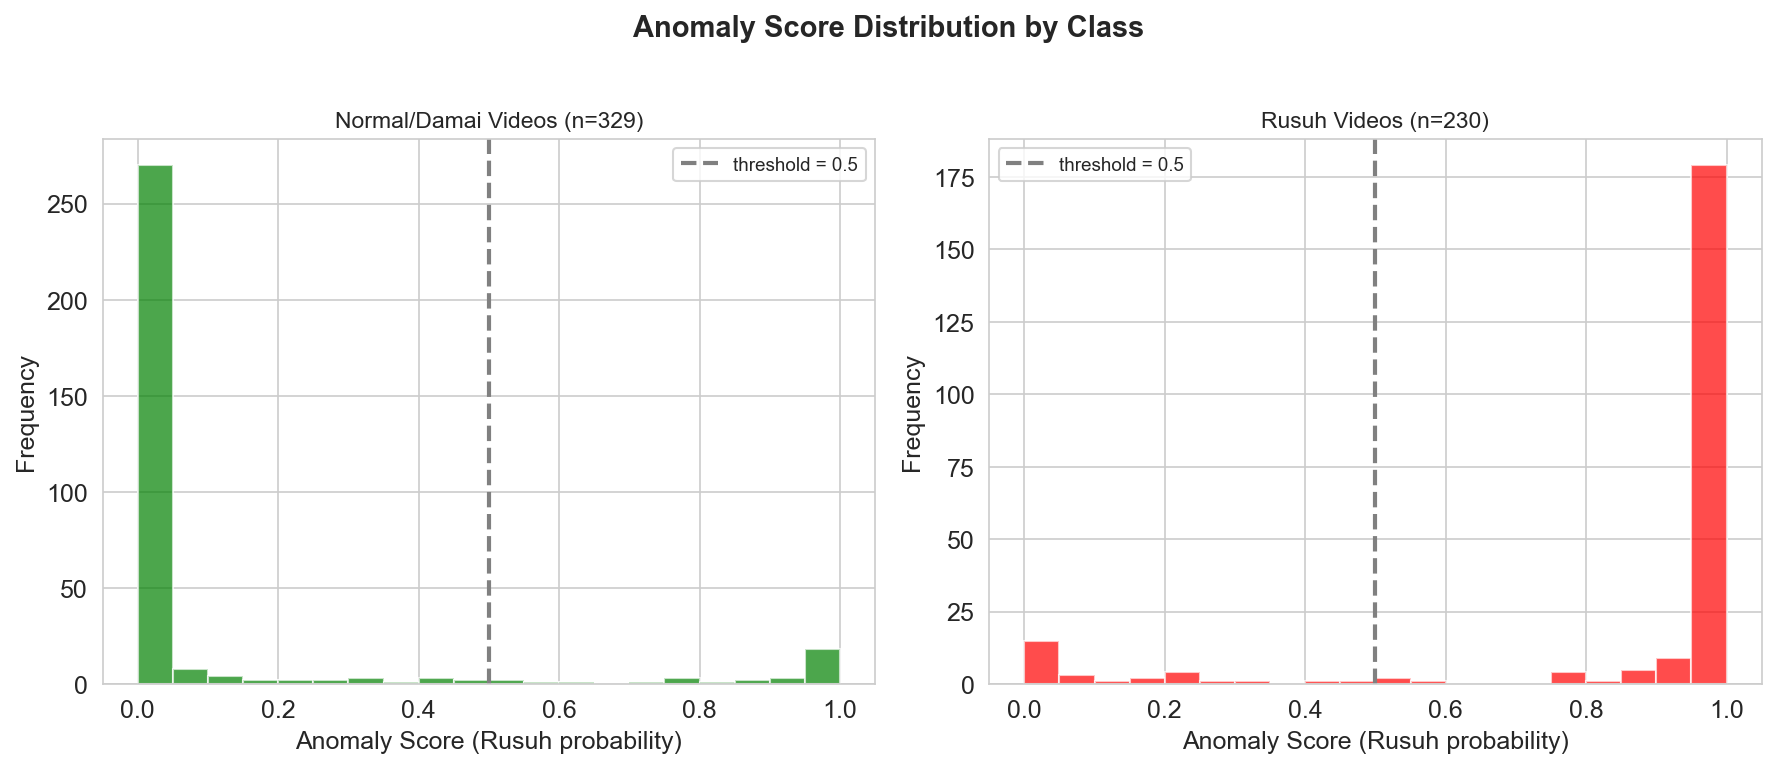 Anomaly Score Distribution by Class
Normal/Damai Videos (n=329)
threshold = 0.5
Frequency
250
200
150
100
50
0
0.0 0.2 0.4 0.6 0.8 1.0
Anomaly Score (Rusuh probability)
Rusuh Videos (n=230)
threshold = 0.5
Frequency
175
150
125
100
75
50
25
0
0.0 0.2 0.4 0.6 0.8 1.0
Anomaly Score (Rusuh probability)